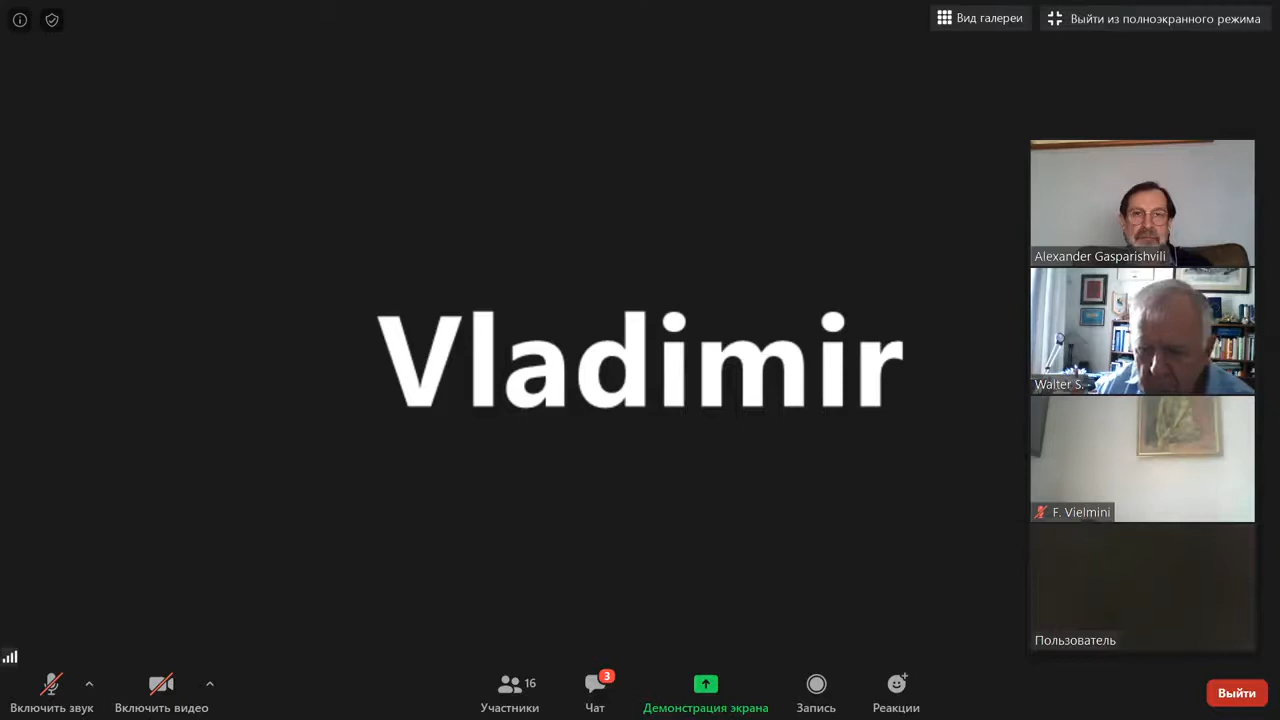 Вид галереи
Выйти из полноэкранного режима
Vladimir
Alexander Gasparishvili
Walter S. -
F. Vielmini
Пользователь
Включить звук
Включить видео
16
Участники
3
Чат
Демонстрация экрана
Запись
Реакции
Выйти